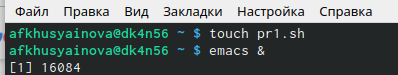 Файл Правка Вид Закладки Настройка Справка
afkhusyainova@dk4n56 ~ $ touch pr1.sh
afkhusyainova@dk4n56 ~ $ emacs &
[1] 16084